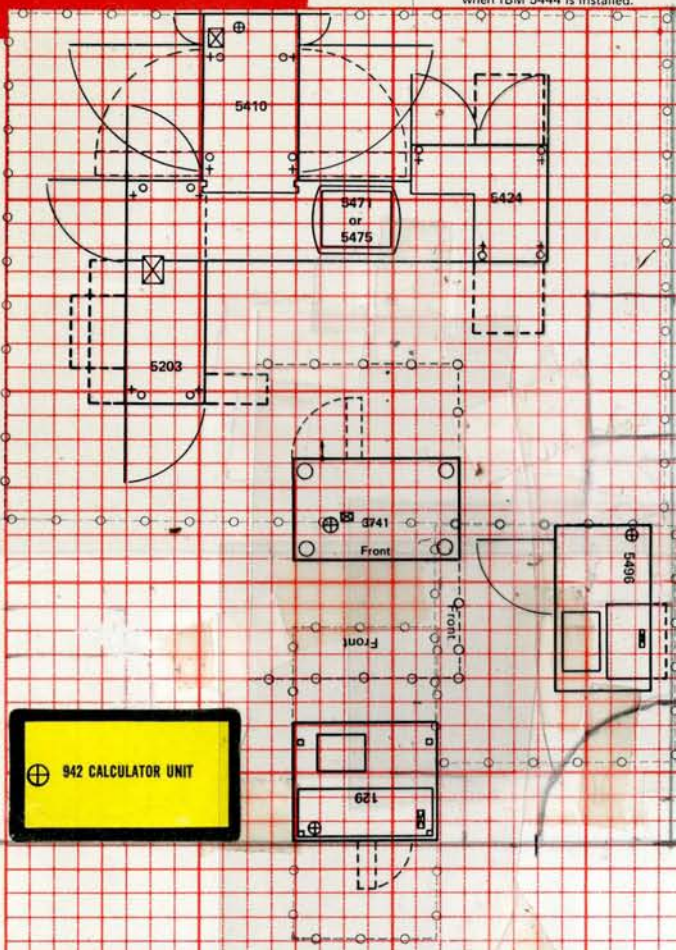 when IBM 5444 is installed.
5410
5471
or
5475
5424
5203
3741
Front
5496
Front
Front
942 CALCULATOR UNIT
129